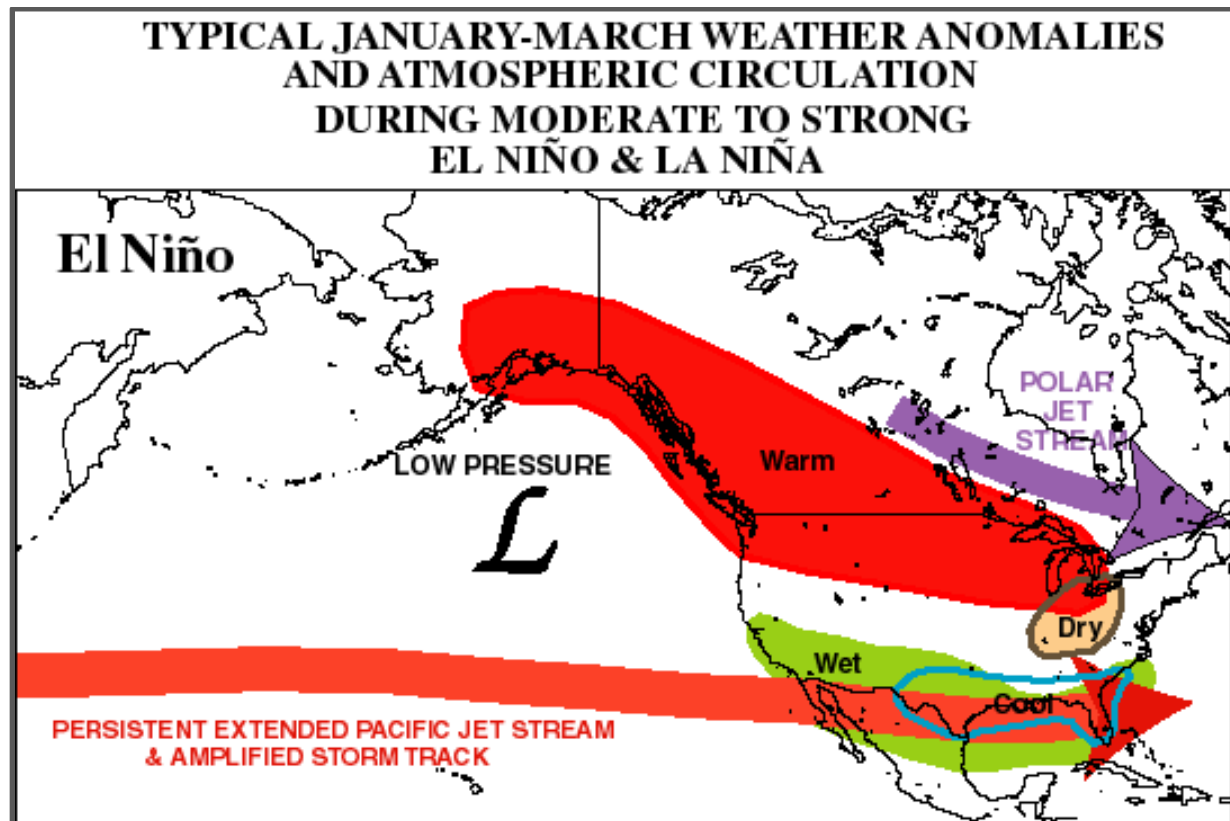 TYPICAL JANUARY-MARCH WEATHER ANOMALIES
AND ATMOSPHERIC CIRCULATION
DURING MODERATE TO STRONG
EL NIÑO & LA NIÑA
El Niño
POLAR
JET
STREAM
LOW PRESSURE
L
Warm
Dry
Wet
Cool
PERSISTENT EXTENDED PACIFIC JET STREAM
& AMPLIFIED STORM TRACK